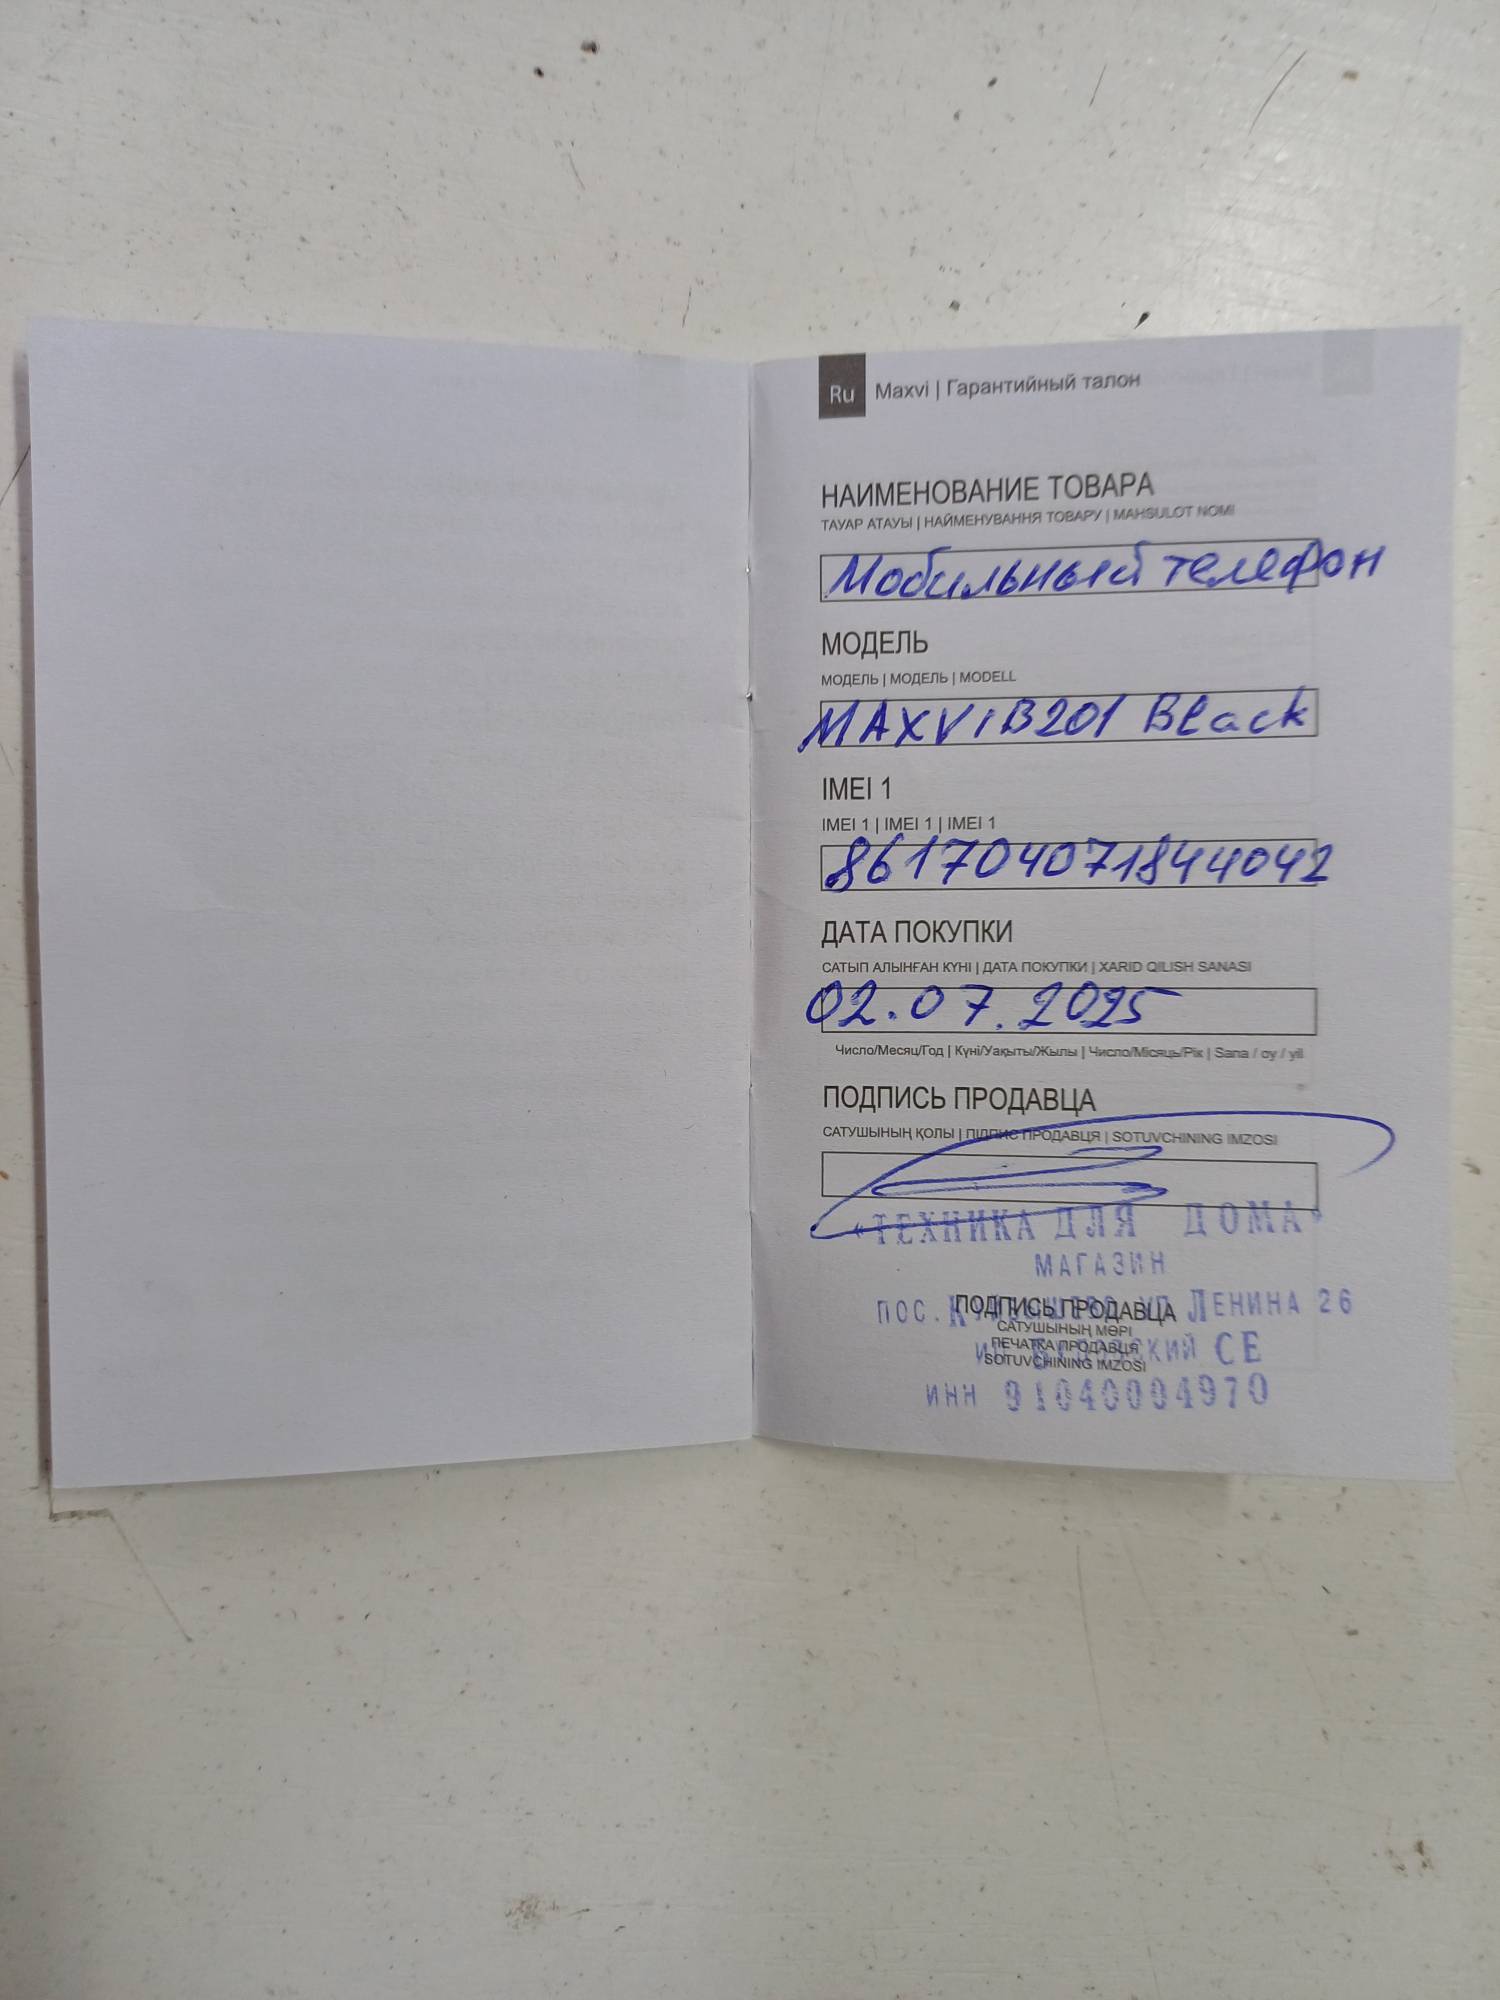 Ru Maxvi | Гарантийный талон
НАИМЕНОВАНИЕ ТОВАРА
ТАУАР АТАУЫ | НАЙМЕНУВАННЯ ТОВАРУ | MAHSULOT NOMI
Мобильный телефон
МОДЕЛЬ
МОДЕЛЬ | МОДЕЛЬ | MODELL
MAXVi B201 Black
IMEI 1
IMEI 1 | IMEI 1 | IMEI 1
861704071844042
ДАТА ПОКУПКИ
САТЫП АЛЫНҒАН КҮНІ | ДАТА ПОКУПКИ | XARID QILISH SANASI
02.07.2025
Число/Месяц/Год | Күні/Уақыты/Жылы | Число/Місяць/Рік | Sana / oy / yil
ПОДПИСЬ ПРОДАВЦА
САТУШЫНЫҢ ҚОЛЫ | ПІДПИС ПРОДАВЦЯ | SOTUVCHINING IMZOSI
«ТЕХНИКА ДЛЯ ДОМА»
МАГАЗИН
ПОС. УЛ ЛЕНИНА 26
ПОДПИСЬ ПРОДАВЦА
САТУШЫНЫҢ МӨРІ
ПЕЧАТКА ПРОДАВЦЯ
SOTUVCHINING IMZOSI
ИП СЕ
ИНН 91040004970